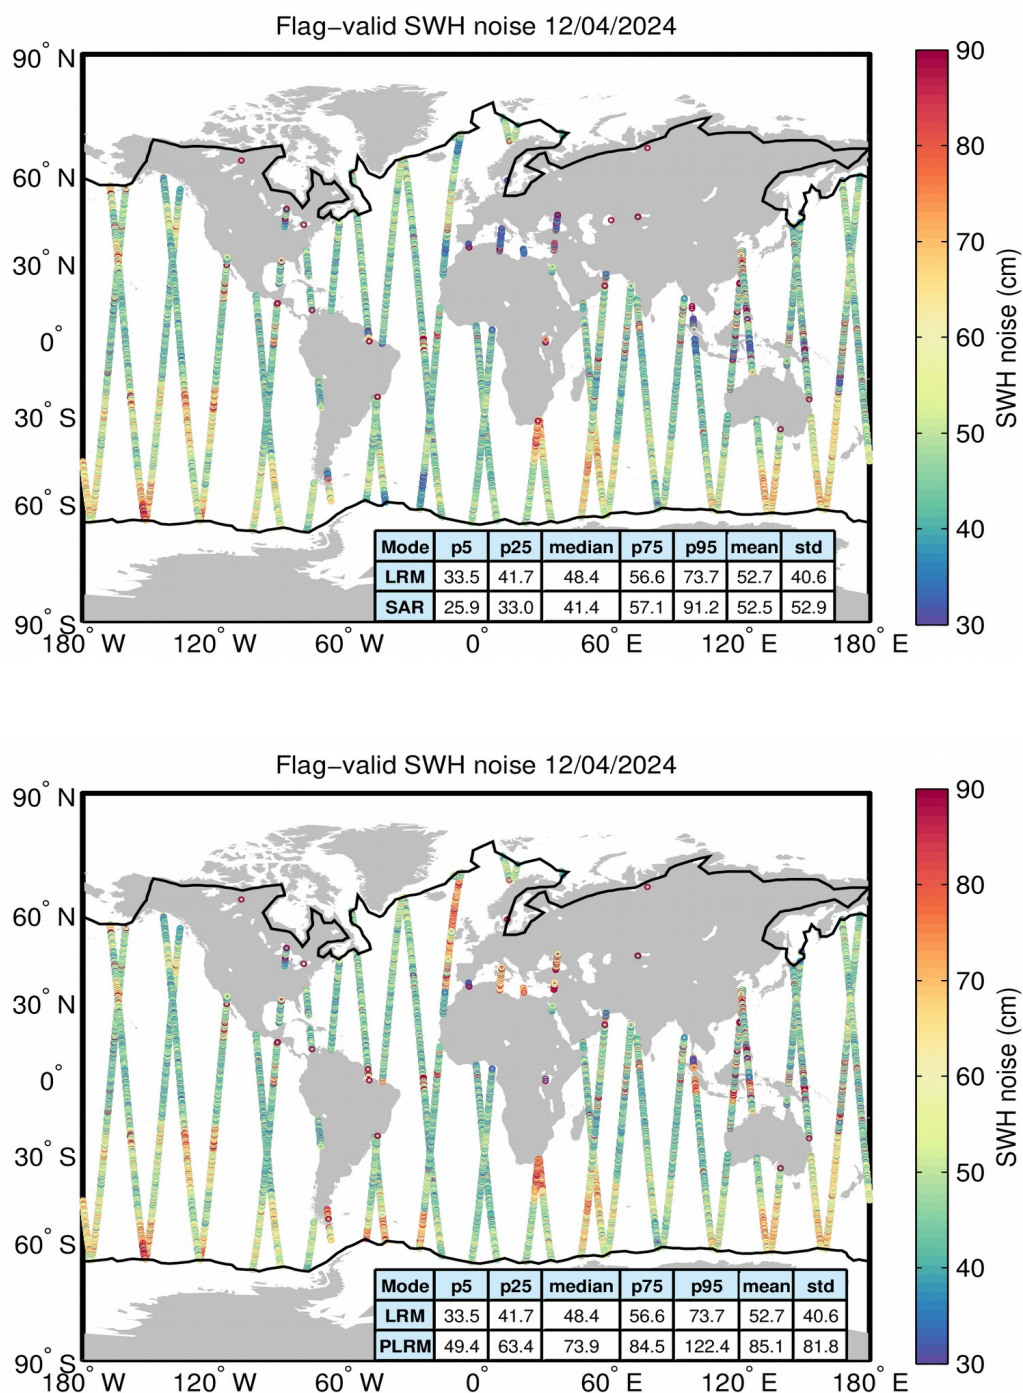 Flag−valid SWH noise 12/04/2024
90° N
60° N
30° N
0°
30° S
60° S
90° S
180° W
120° W
60° W
0°
60° E
120° E
180° E
Mode p5 p25 median p75 p95 mean std
LRM 33.5 41.7 48.4 56.6 73.7 52.7 40.6
SAR 25.9 33.0 41.4 57.1 91.2 52.5 52.9
90
80
70
60
50
40
30
SWH noise (cm)
Flag−valid SWH noise 12/04/2024
90° N
60° N
30° N
0°
30° S
60° S
90° S
180° W
120° W
60° W
0°
60° E
120° E
180° E
Mode p5 p25 median p75 p95 mean std
LRM 33.5 41.7 48.4 56.6 73.7 52.7 40.6
PLRM 49.4 63.4 73.9 84.5 122.4 85.1 81.8
90
80
70
60
50
40
30
SWH noise (cm)